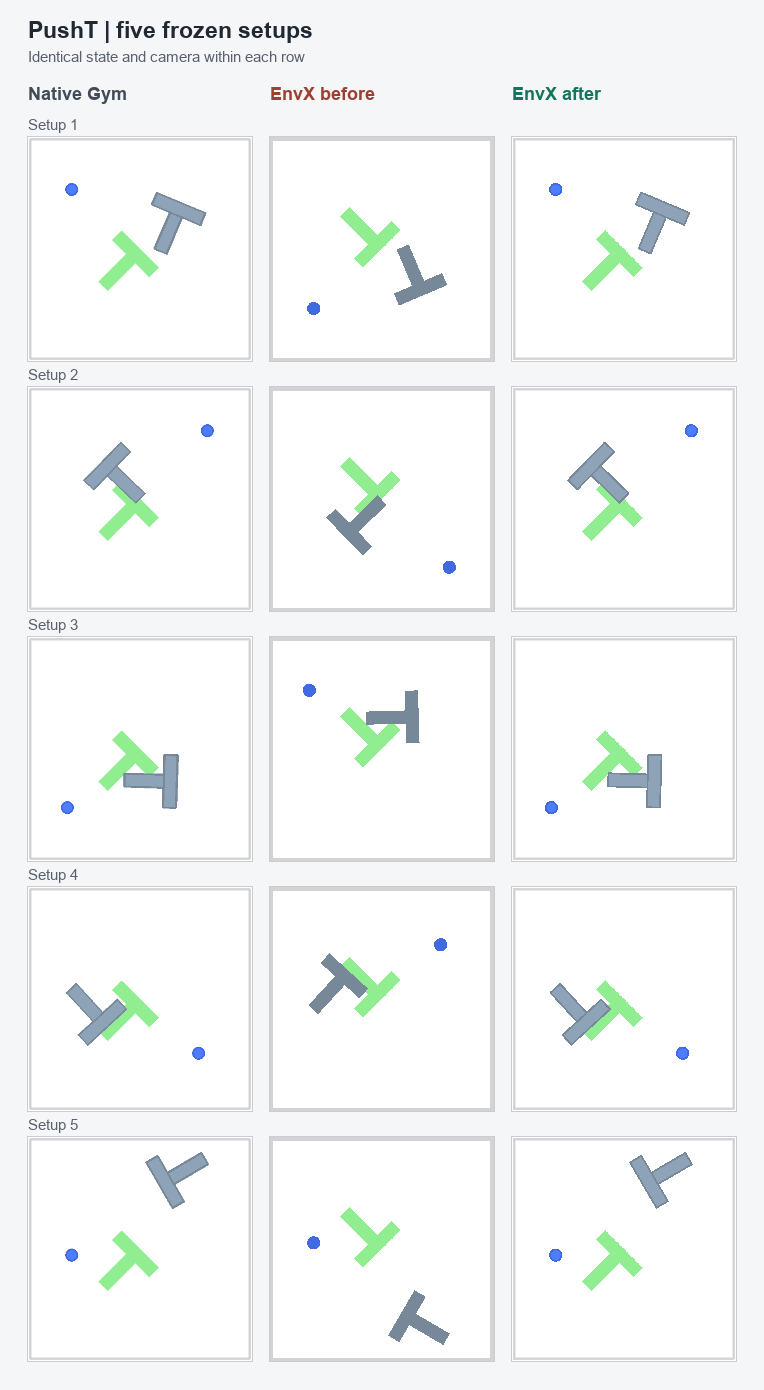 PushT | five frozen setups
Identical state and camera within each row
Native Gym
EnvX before
EnvX after
Setup 1
Setup 2
Setup 3
Setup 4
Setup 5